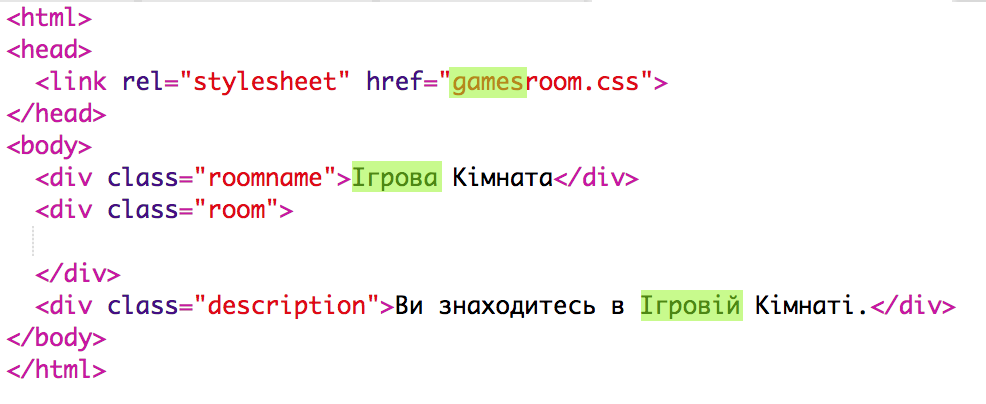 <html>
<head>
  <link rel="stylesheet" href="gamesroom.css">
</head>
<body>
  <div class="roomname">Ігрова Кімната</div>
  <div class="room">
  </div>
  <div class="description">Ви знаходитесь в Ігровій Кімнаті.</div>
</body>
</html>